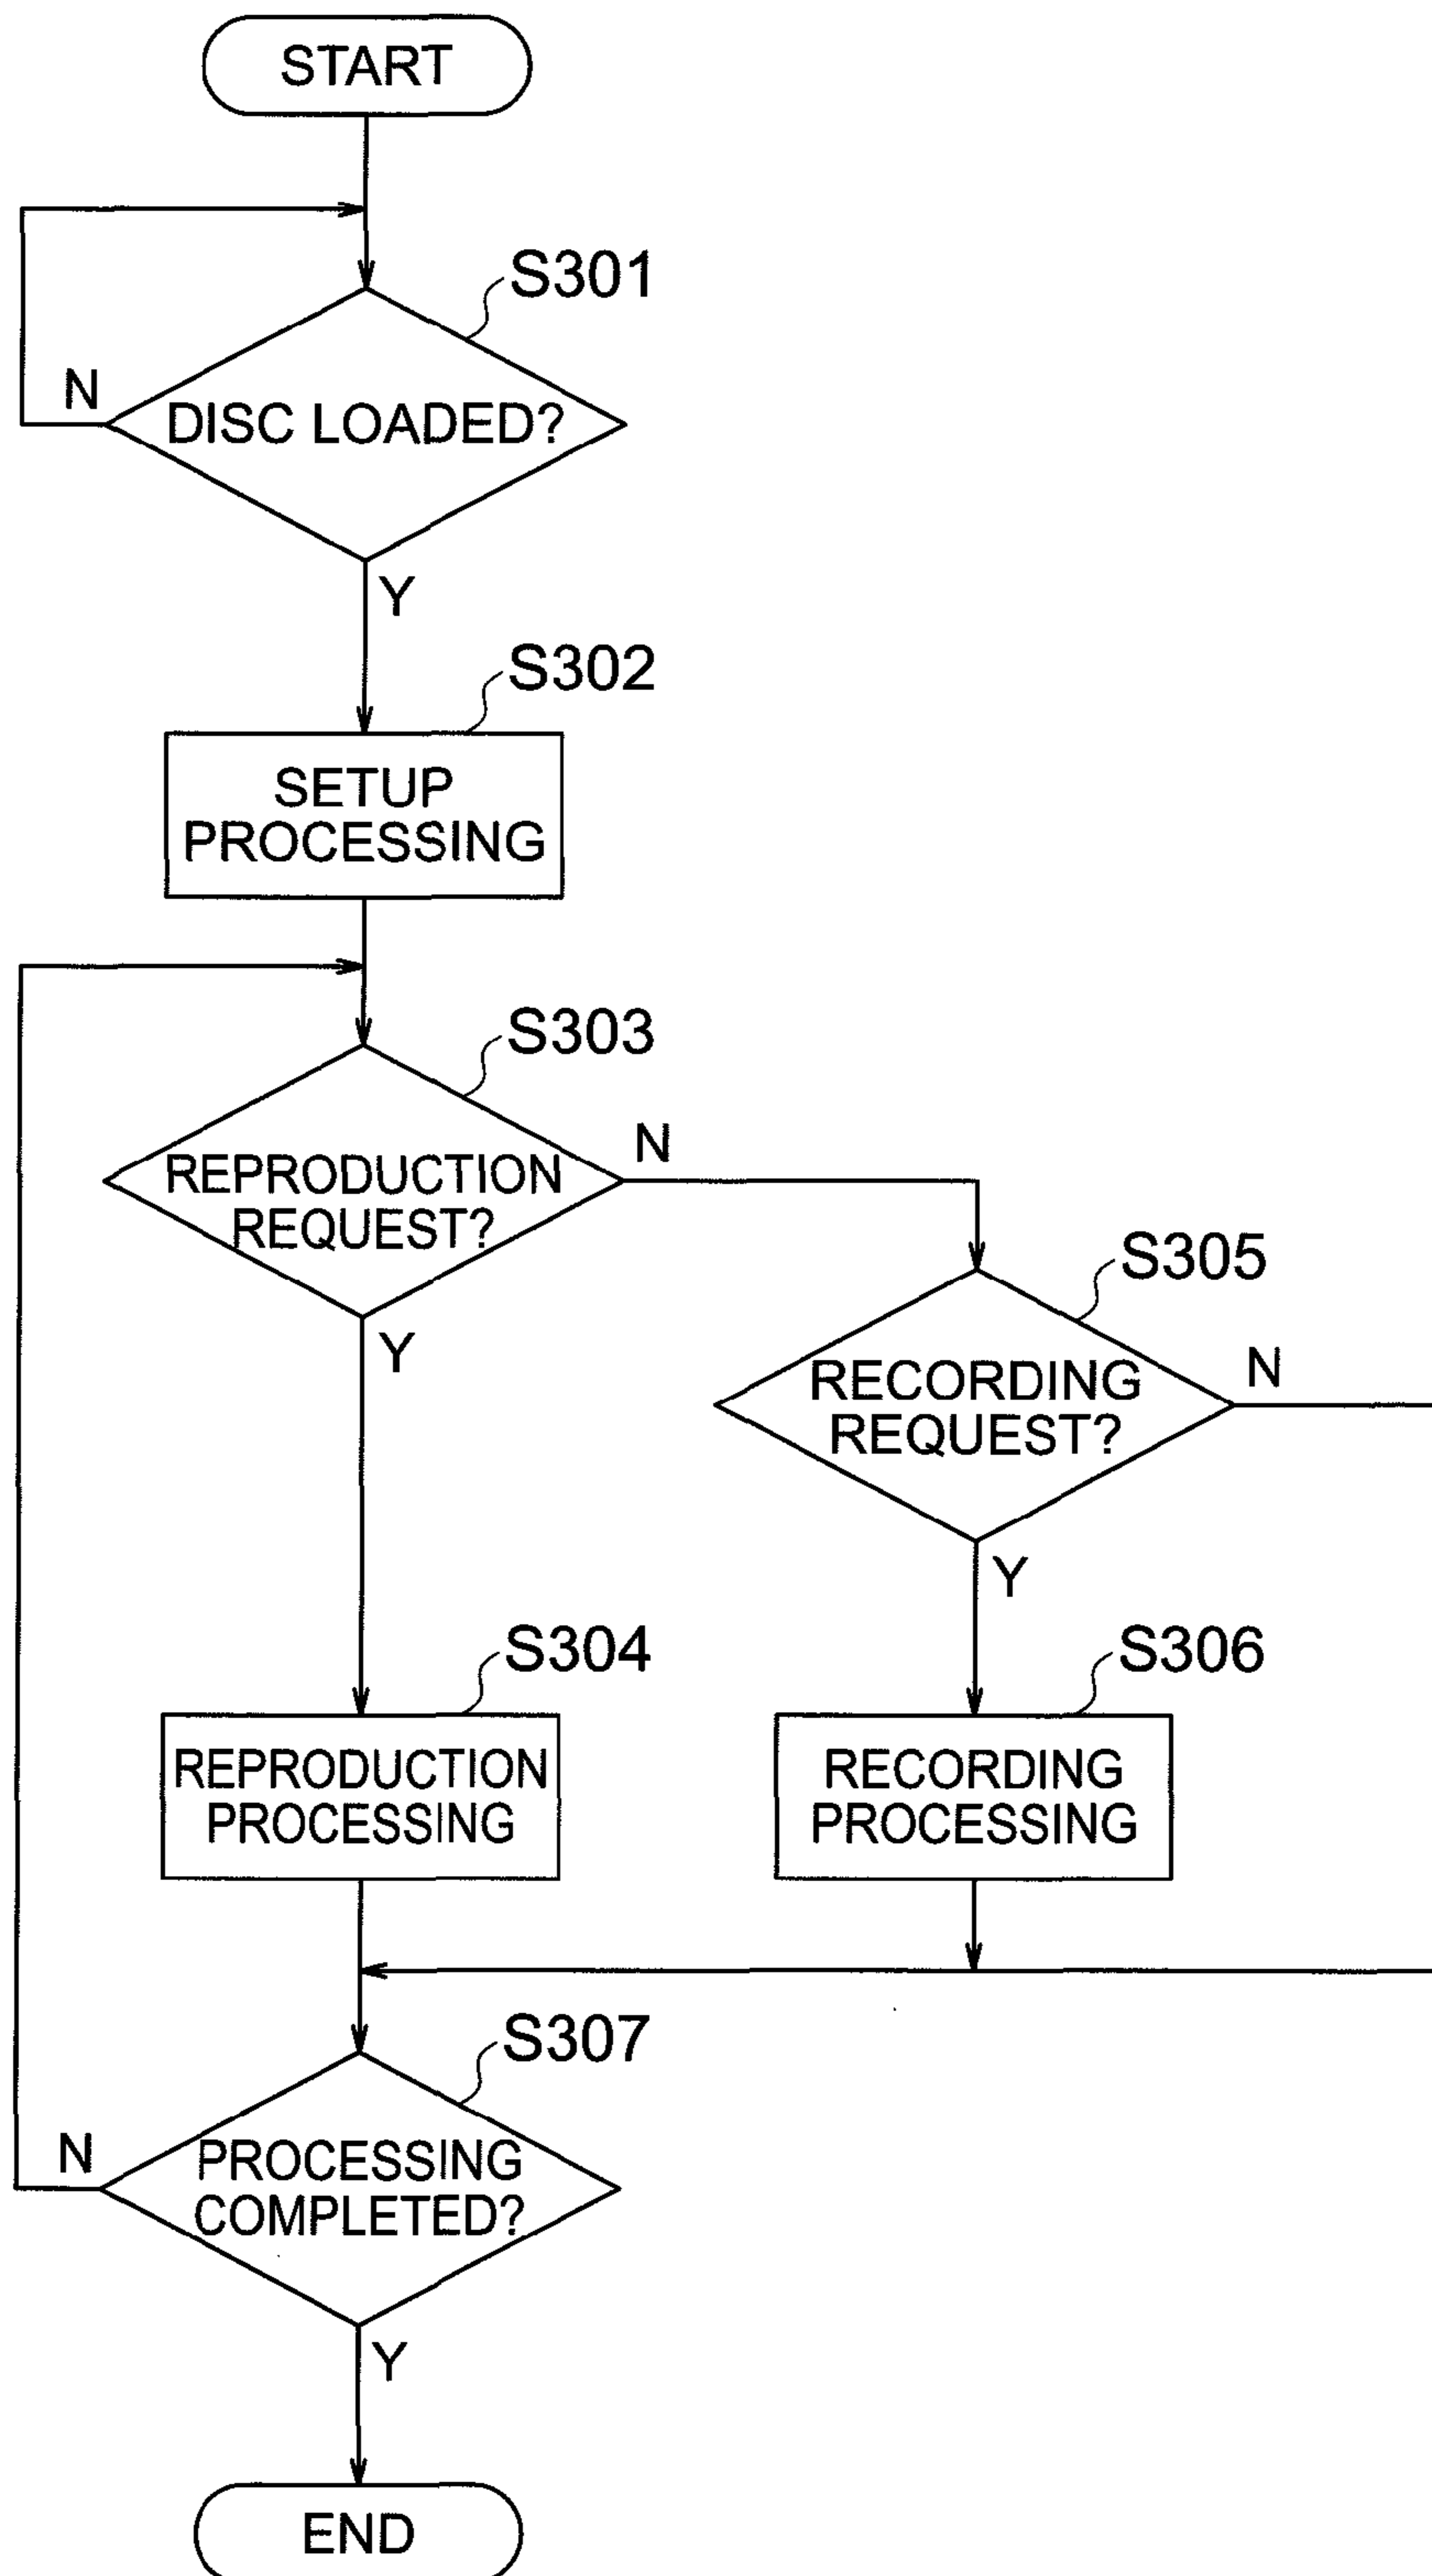 START
S301
N
DISC LOADED?
Y
S302
SETUP
PROCESSING
S303
REPRODUCTION
REQUEST?
N
Y
S305
RECORDING
REQUEST?
N
Y
S304
REPRODUCTION
PROCESSING
S306
RECORDING
PROCESSING
S307
N
PROCESSING
COMPLETED?
Y
END